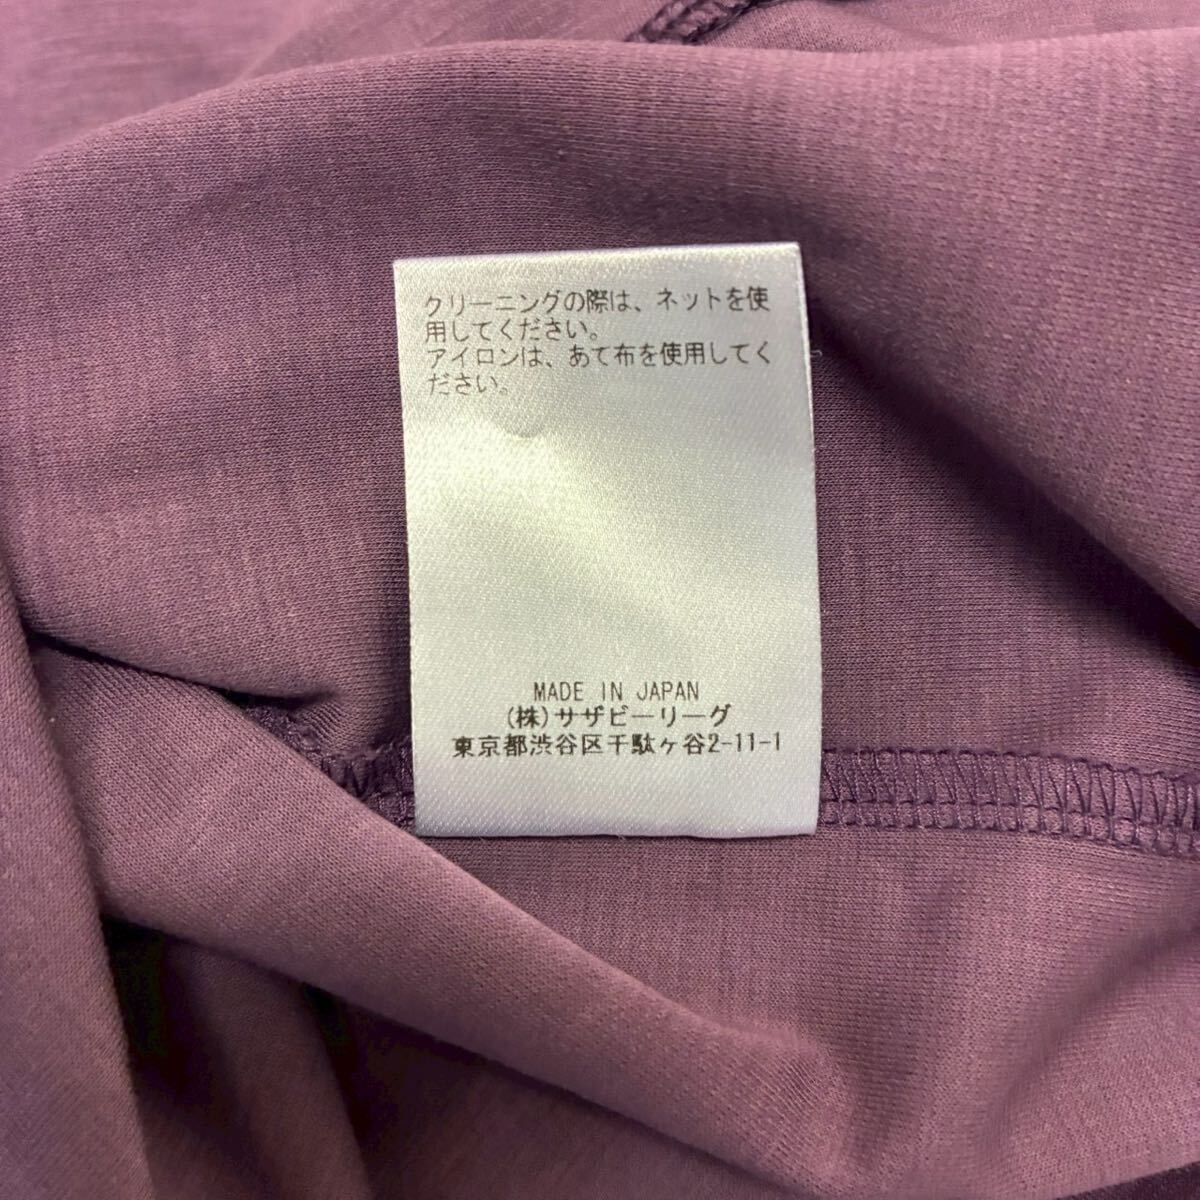 クリーニングの際は、ネットを使
用してください。
アイロンは、あて布を使用してく
ださい。
MADE IN JAPAN
(株)サザビーリーグ
東京都渋谷区千駄ヶ谷2-11-1